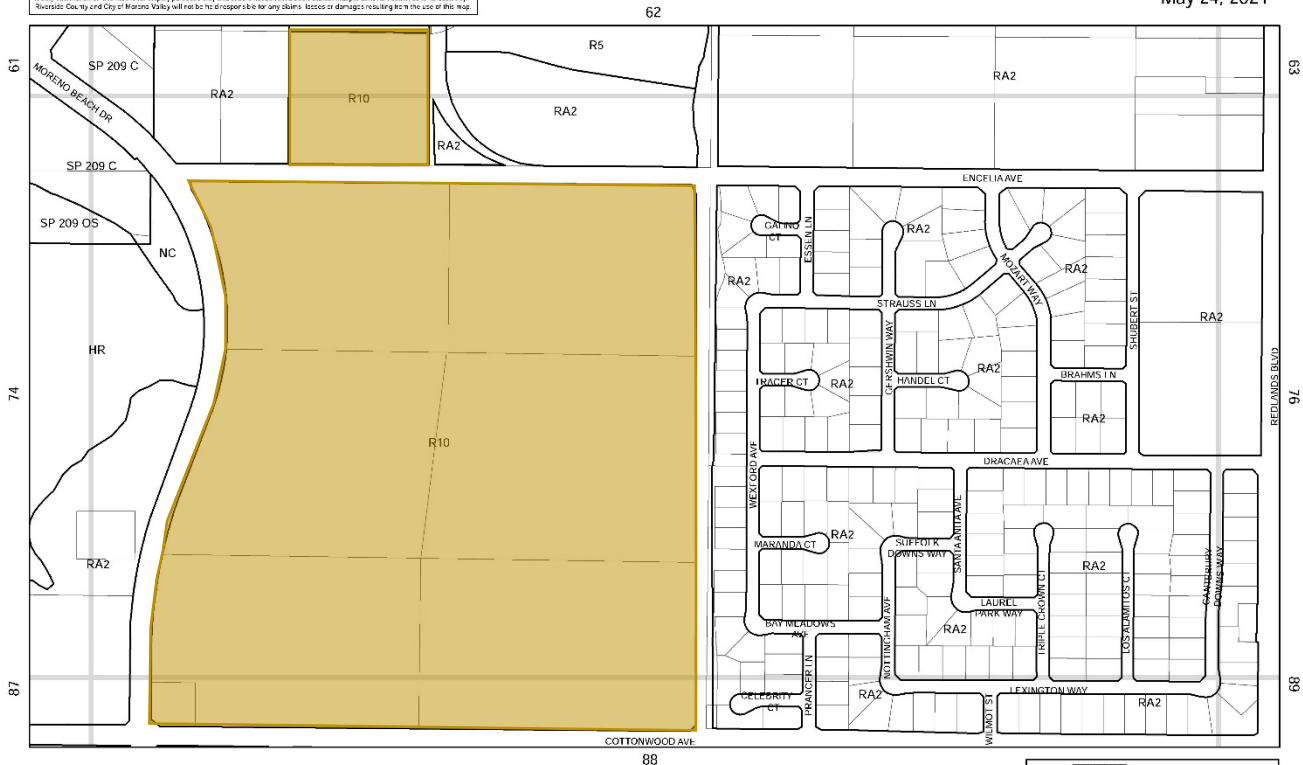 Riverside County and City of Moreno Valley will not be held responsible for any claims, losses or damages resulting from the use of this map.
May 24, 2021
62
61
63
SP 209 C
MORENO BEACH DR
RA2
R10
R5
RA2
RA2
RA2
SP 209 C
ENCELIA AVE
SP 209 OS
NC
GALINO
CT
ESSEN LN
RA2
MOZART WAY
RA2
RA2
STRAUSS LN
SHUBERT ST
RA2
HR
GERSHWIN WAY
TRACER CT
RA2
HANDEL CT
RA2
BRAHMS LN
REDLANDS BLVD
74
76
RA2
R10
WEXFORD AVE
DRACAEA AVE
MARANDA CT
RA2
SUFFOLK
DOWNS WAY
SANTA ANITA AVE
RA2
RA2
CANTERBURY
DOWNS WAY
TRIPLE CROWN CT
LOS ALAMITOS CT
LAUREL
PARK WAY
BAY MEADOWS
AVE
NOTTINGHAM AVE
RA2
PRANCER LN
CELEBRITY
CT
RA2
LEXINGTON WAY
RA2
WILMOT ST
87
89
COTTONWOOD AVE
88